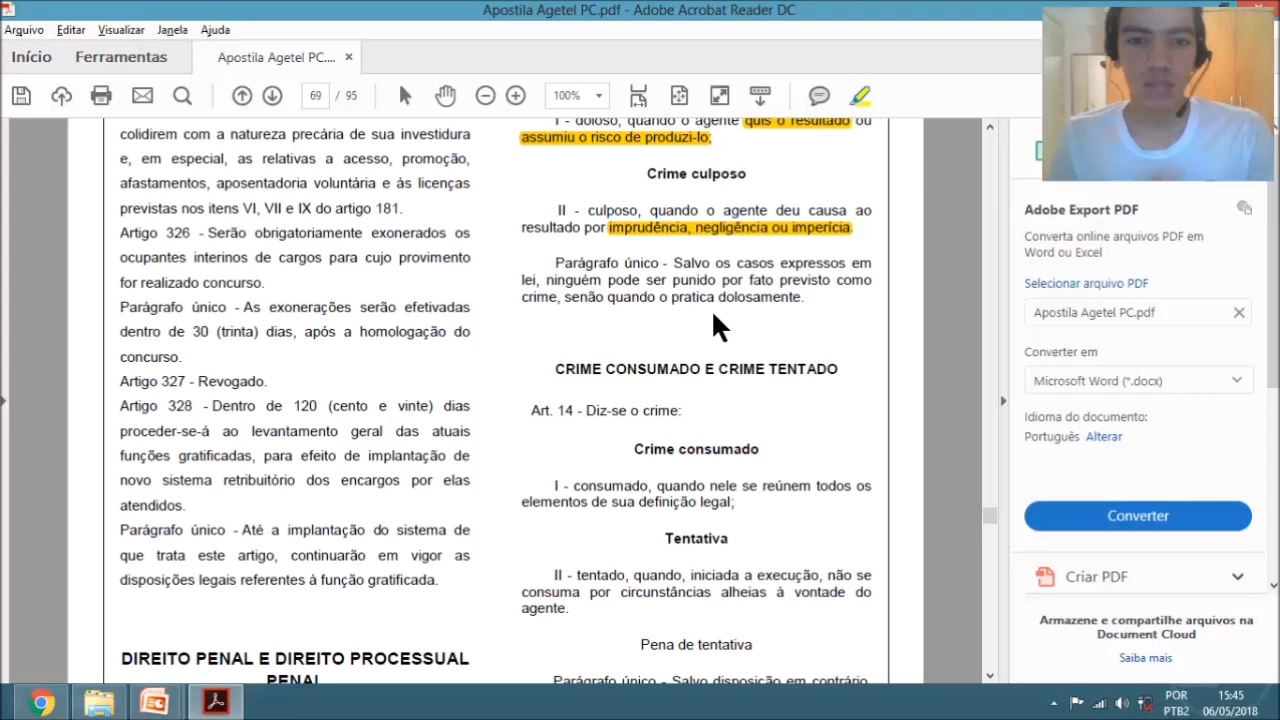 Apostila Agetel PC.pdf - Adobe Acrobat Reader DC
Arquivo Editar Visualizar Janela Ajuda
Início Ferramentas Apostila Agetel PC.... ×
69 / 95 100%
colidirem com a natureza precária de sua investidura
e, em especial, as relativas a acesso, promoção,
afastamentos, aposentadoria voluntária e às licenças
previstas nos itens VI, VII e IX do artigo 181.
Artigo 326 - Serão obrigatoriamente exonerados os
ocupantes interinos de cargos para cujo provimento
for realizado concurso.
Parágrafo único - As exonerações serão efetivadas
dentro de 30 (trinta) dias, após a homologação do
concurso.
Artigo 327 - Revogado.
Artigo 328 - Dentro de 120 (cento e vinte) dias
proceder-se-á ao levantamento geral das atuais
funções gratificadas, para efeito de implantação de
novo sistema retribuitório dos encargos por elas
atendidos.
Parágrafo único - Até a implantação do sistema de
que trata este artigo, continuarão em vigor as
disposições legais referentes à função gratificada.
DIREITO PENAL E DIREITO PROCESSUAL
PENAL
I - doloso, quando o agente quis o resultado ou
assumiu o risco de produzi-lo;
Crime culposo
II - culposo, quando o agente deu causa ao
resultado por imprudência, negligência ou imperícia.
Parágrafo único - Salvo os casos expressos em
lei, ninguém pode ser punido por fato previsto como
crime, senão quando o pratica dolosamente.
CRIME CONSUMADO E CRIME TENTADO
Art. 14 - Diz-se o crime:
Crime consumado
I - consumado, quando nele se reúnem todos os
elementos de sua definição legal;
Tentativa
II - tentado, quando, iniciada a execução, não se
consuma por circunstâncias alheias à vontade do
agente.
Pena de tentativa
Parágrafo único - Salvo disposição em contrário,
Adobe Export PDF
Converta online arquivos PDF em
Word ou Excel
Selecionar arquivo PDF
Apostila Agetel PC.pdf
Converter em
Microsoft Word (*.docx)
Idioma do documento:
Português Alterar
Converter
Criar PDF
Armazene e compartilhe arquivos na
Document Cloud
Saiba mais
POR
PTB2
15:45
06/05/2018